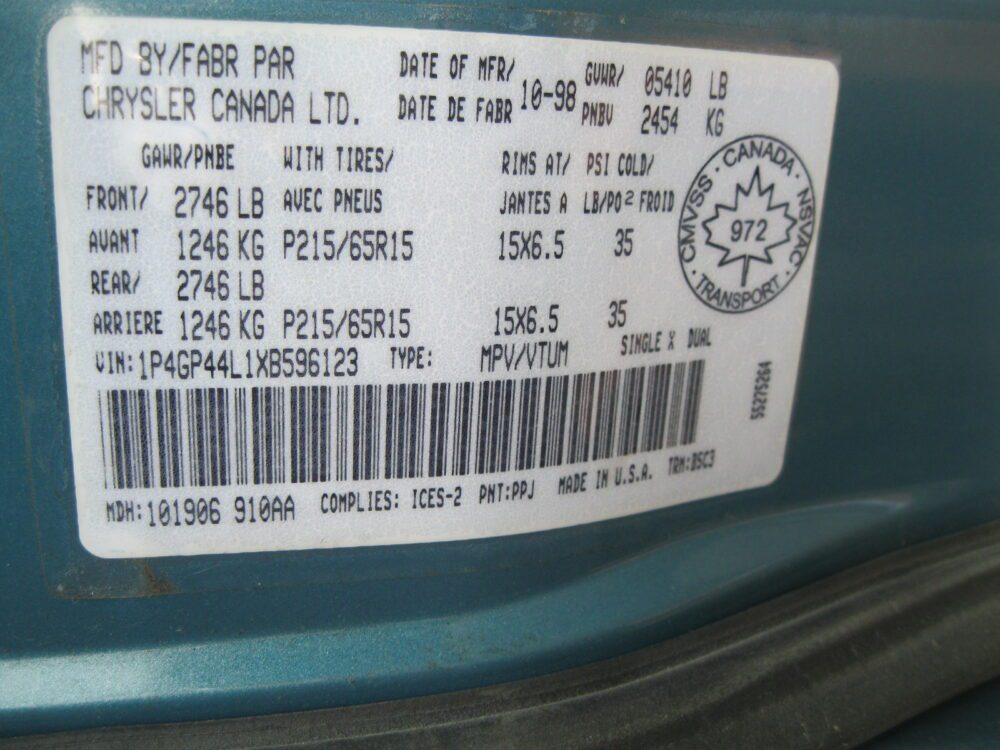 MFD BY/FABR PAR DATE OF MFR/ 10-98 GVWR/ 05410 LB
CHRYSLER CANADA LTD. DATE DE FABR PNBV 2454 KG
GAWR/PNBE WITH TIRES/ RIMS AT/ PSI COLD/
FRONT/ 2746 LB AVEC PNEUS JANTES A LB/PO2 FROID
AVANT 1246 KG P215/65R15 15X6.5 35
REAR/ 2746 LB
ARRIERE 1246 KG P215/65R15 15X6.5 35
VIN: 1P4GP44L1XB596123 TYPE: MPV/VTUM SINGLE X DUAL
CMVSS · CANADA · NSVAC · TRANSPORT ·
972
55275264
MDH: 101906 910AA COMPLIES: ICES-2 PNT:PPJ MADE IN U.S.A. TRM:B5C3